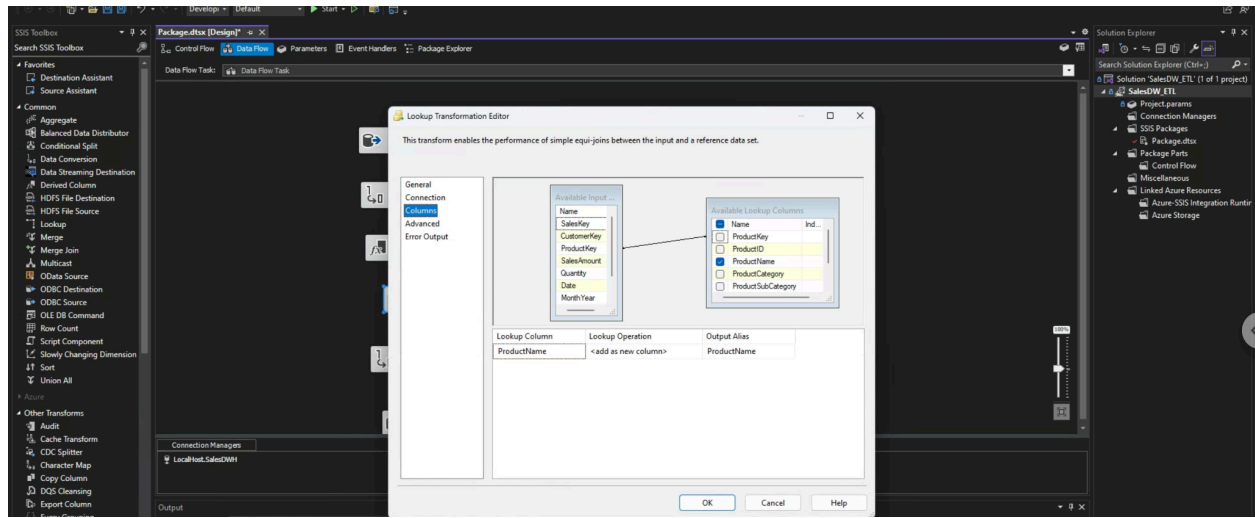 Developi Default Start
SSIS Toolbox
Search SSIS Toolbox
Favorites
Destination Assistant
Source Assistant
Common
Aggregate
Balanced Data Distributor
Conditional Split
Data Conversion
Data Streaming Destination
Derived Column
HDFS File Destination
HDFS File Source
Lookup
Merge
Merge Join
Multicast
OData Source
ODBC Destination
ODBC Source
OLE DB Command
Row Count
Script Component
Slowly Changing Dimension
Sort
Union All
Azure
Other Transforms
Audit
Cache Transform
CDC Splitter
Character Map
Copy Column
DQS Cleansing
Export Column
Fuzzy Grouping
Package.dtsx [Design]*
Control Flow Data Flow Parameters Event Handlers Package Explorer
Data Flow Task: Data Flow Task
Lookup Transformation Editor
This transform enables the performance of simple equi-joins between the input and a reference data set.
General
Connection
Columns
Advanced
Error Output
Available Input ...
Name
SalesKey
CustomerKey
ProductKey
SalesAmount
Quantity
Date
MonthYear
Available Lookup Columns
Name Ind...
ProductKey
ProductID
ProductName
ProductCategory
ProductSubCategory
Lookup Column Lookup Operation Output Alias
ProductName <add as new column> ProductName
OK Cancel Help
100%
Connection Managers
LocalHost.SalesDWH
Output
Solution Explorer
Search Solution Explorer (Ctrl+;)
Solution 'SalesDW_ETL' (1 of 1 project)
SalesDW_ETL
Project.params
Connection Managers
SSIS Packages
Package.dtsx
Package Parts
Control Flow
Miscellaneous
Linked Azure Resources
Azure-SSIS Integration Runtir
Azure Storage